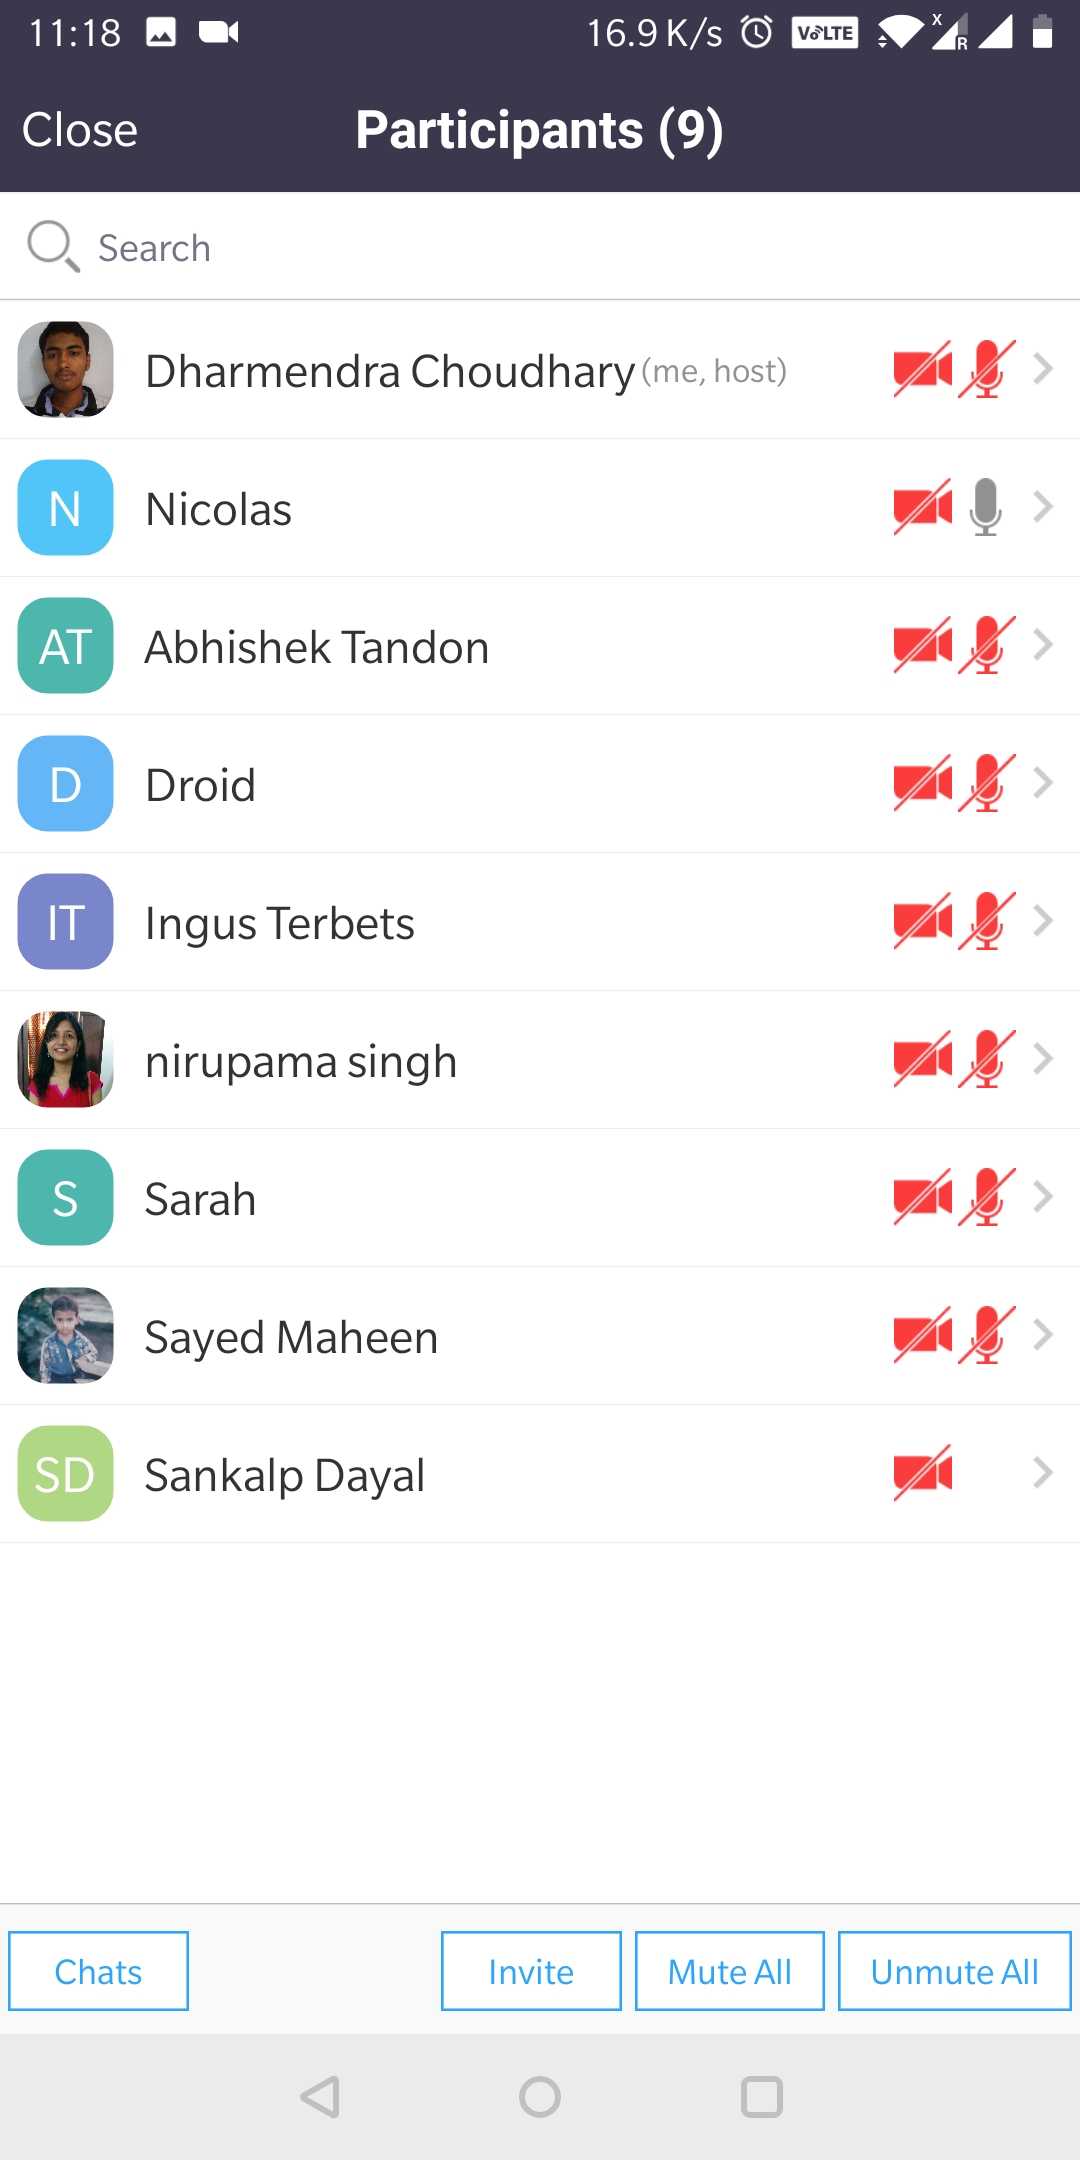 11:18 16.9 K/s VoLTE X R
Close Participants (9)
Search
Dharmendra Choudhary (me, host)
N Nicolas
AT Abhishek Tandon
D Droid
IT Ingus Terbets
nirupama singh
S Sarah
Sayed Maheen
SD Sankalp Dayal
Chats Invite Mute All Unmute All